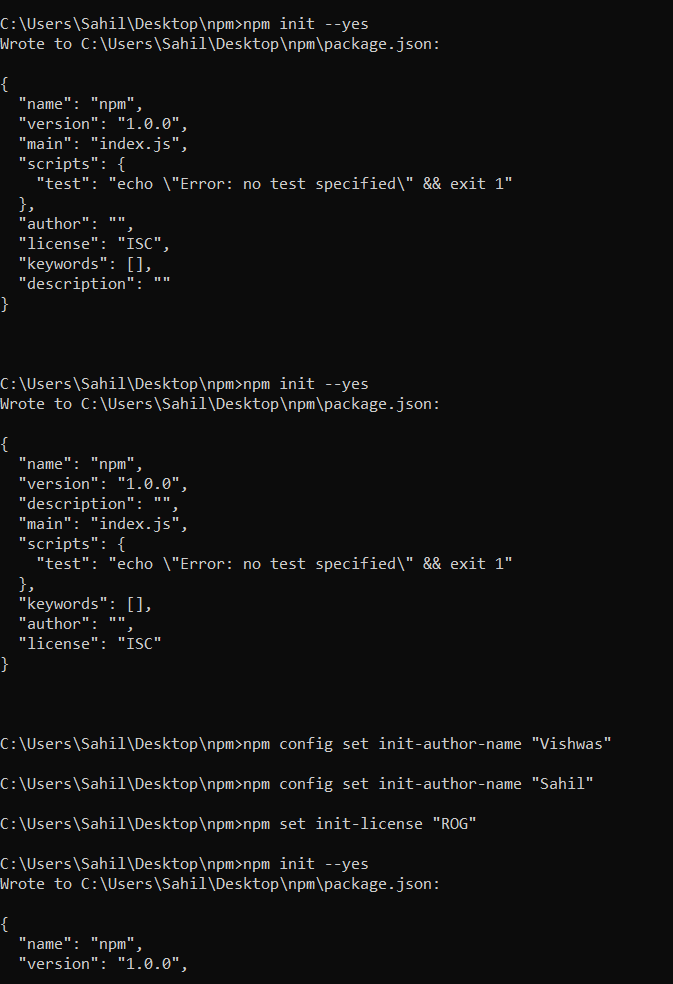 C:\Users\Sahil\Desktop\npm>npm init --yes
Wrote to C:\Users\Sahil\Desktop\npm\package.json:
{
  "name": "npm",
  "version": "1.0.0",
  "main": "index.js",
  "scripts": {
    "test": "echo \"Error: no test specified\" && exit 1"
  },
  "author": "",
  "license": "ISC",
  "keywords": [],
  "description": ""
}
C:\Users\Sahil\Desktop\npm>npm init --yes
Wrote to C:\Users\Sahil\Desktop\npm\package.json:
{
  "name": "npm",
  "version": "1.0.0",
  "description": "",
  "main": "index.js",
  "scripts": {
    "test": "echo \"Error: no test specified\" && exit 1"
  },
  "keywords": [],
  "author": "",
  "license": "ISC"
}
C:\Users\Sahil\Desktop\npm>npm config set init-author-name "Vishwas"
C:\Users\Sahil\Desktop\npm>npm config set init-author-name "Sahil"
C:\Users\Sahil\Desktop\npm>npm set init-license "ROG"
C:\Users\Sahil\Desktop\npm>npm init --yes
Wrote to C:\Users\Sahil\Desktop\npm\package.json:
{
  "name": "npm",
  "version": "1.0.0",